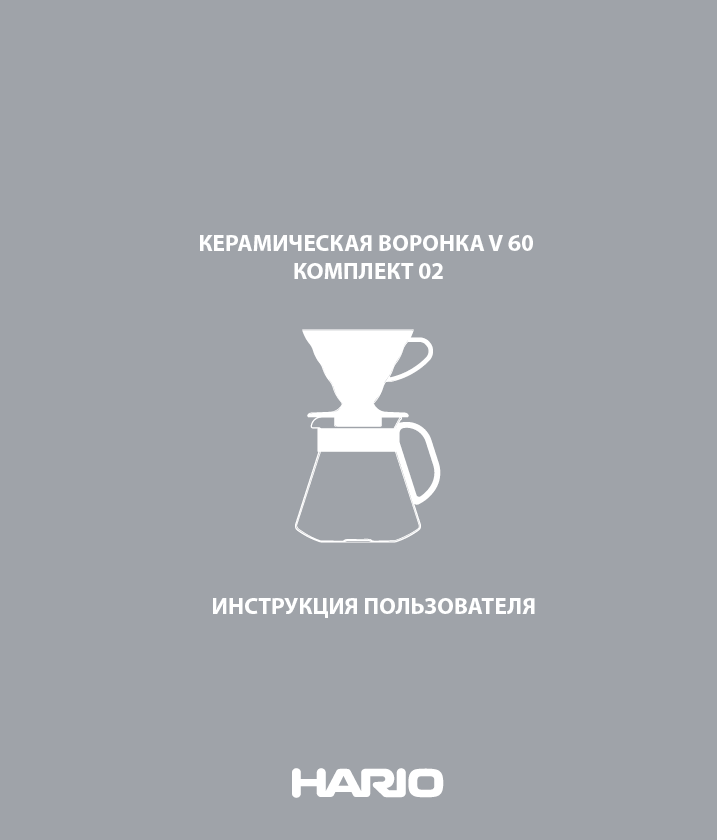 КЕРАМИЧЕСКАЯ ВОРОНКА V 60
КОМПЛЕКТ 02
ИНСТРУКЦИЯ ПОЛЬЗОВАТЕЛЯ
HARIO